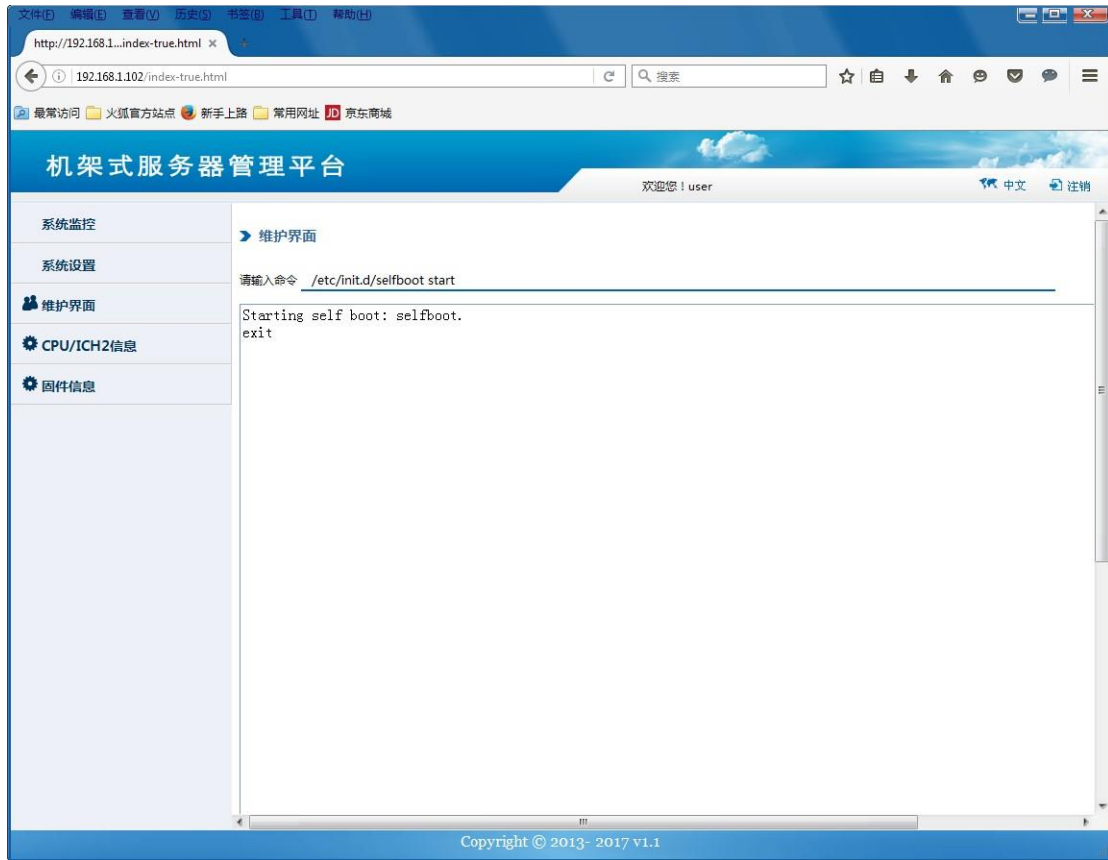 文件(F) 编辑(E) 查看(V) 历史(S) 书签(B) 工具(T) 帮助(H)
http://192.168.1...index-true.html
192.168.1.102/index-true.html 搜索
最常访问 火狐官方站点 新手上路 常用网址 JD 京东商城
机架式服务器管理平台
欢迎您！user 中文 注销
系统监控
维护界面
系统设置
请输入命令 /etc/init.d/selfboot start
维护界面
Starting self boot: selfboot.
exit
CPU/ICH2信息
固件信息
Copyright © 2013- 2017 v1.1